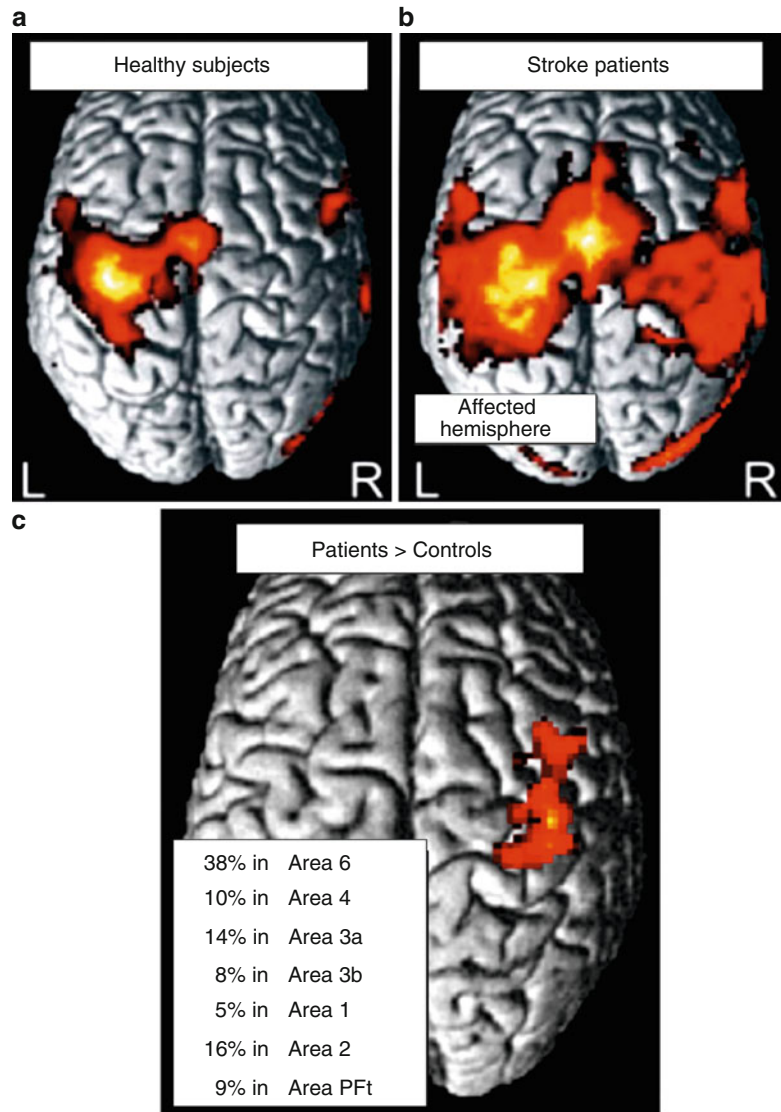 a
Healthy subjects
L
R
b
Stroke patients
Affected
hemisphere
L
R
c
Patients > Controls
38% in Area 6
10% in Area 4
14% in Area 3a
8% in Area 3b
5% in Area 1
16% in Area 2
9% in Area PFt